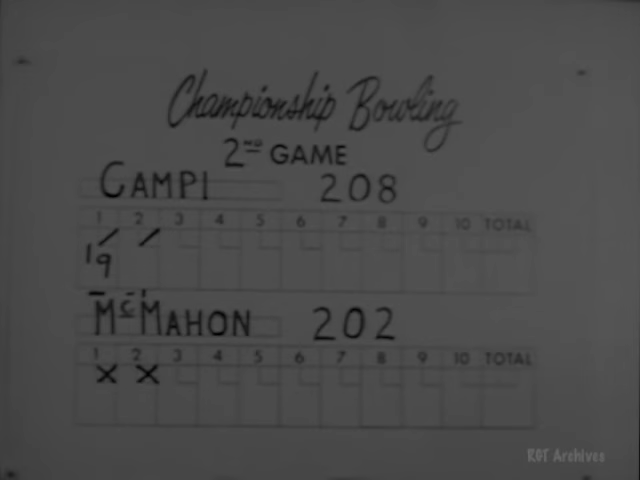 Championship Bowling
2ND GAME
CAMPI 208
1 2 3 4 5 6 7 8 9 10 TOTAL
/ /
19
McMAHON 202
1 2 3 4 5 6 7 8 9 10 TOTAL
X X
RGT Archives